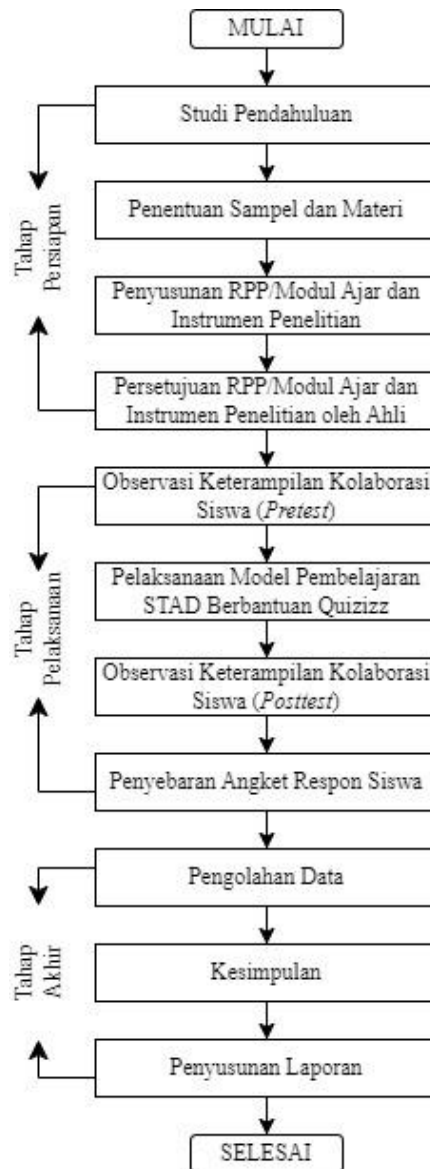 MULAI
Studi Pendahuluan
Penentuan Sampel dan Materi
Tahap
Persiapan
Penyusunan RPP/Modul Ajar dan
Instrumen Penelitian
Persetujuan RPP/Modul Ajar dan
Instrumen Penelitian oleh Ahli
Observasi Keterampilan Kolaborasi
Siswa (Pretest)
Pelaksanaan Model Pembelajaran
STAD Berbantuan Quizizz
Tahap
Pelaksanaan
Observasi Keterampilan Kolaborasi
Siswa (Posttest)
Penyebaran Angket Respon Siswa
Pengolahan Data
Tahap
Akhir
Kesimpulan
Penyusunan Laporan
SELESAI